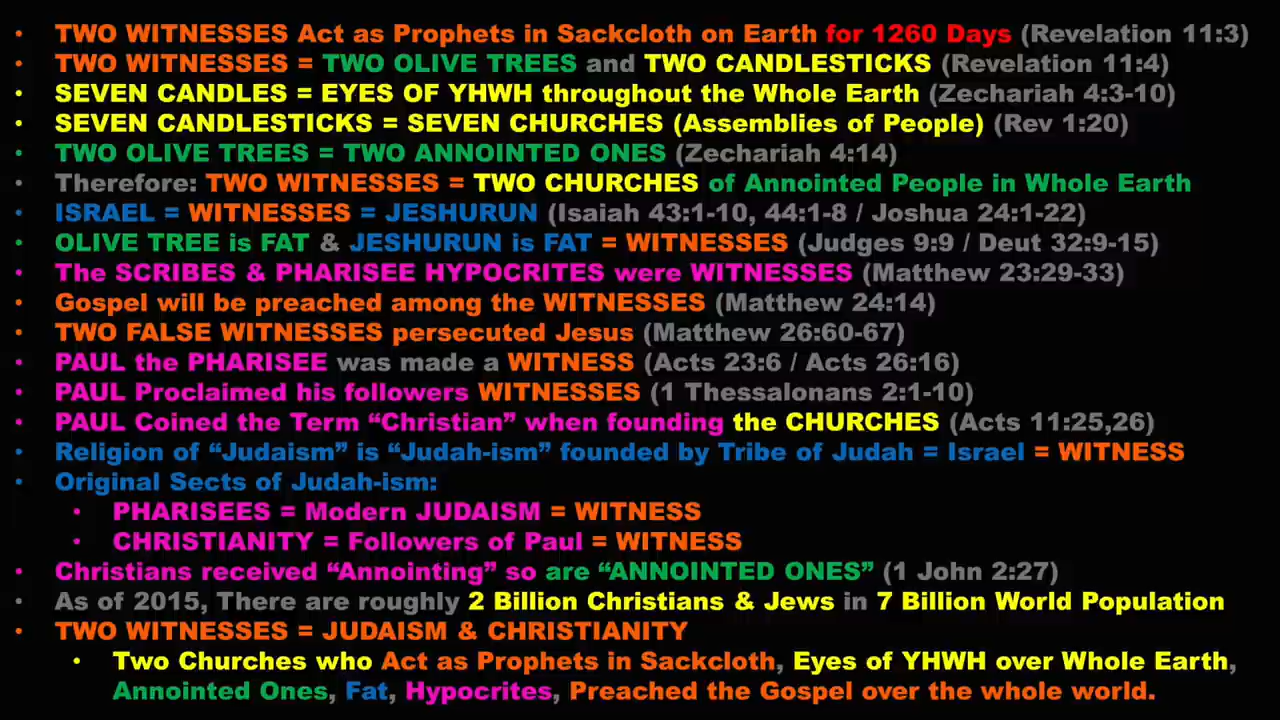 • TWO WITNESSES Act as Prophets in Sackcloth on Earth for 1260 Days (Revelation 11:3)
• TWO WITNESSES = TWO OLIVE TREES and TWO CANDLESTICKS (Revelation 11:4)
• SEVEN CANDLES = EYES OF YHWH throughout the Whole Earth (Zechariah 4:3-10)
• SEVEN CANDLESTICKS = SEVEN CHURCHES (Assemblies of People) (Rev 1:20)
• TWO OLIVE TREES = TWO ANNOINTED ONES (Zechariah 4:14)
• Therefore: TWO WITNESSES = TWO CHURCHES of Annointed People in Whole Earth
• ISRAEL = WITNESSES = JESHURUN (Isaiah 43:1-10, 44:1-8 / Joshua 24:1-22)
• OLIVE TREE is FAT & JESHURUN is FAT = WITNESSES (Judges 9:9 / Deut 32:9-15)
• The SCRIBES & PHARISEE HYPOCRITES were WITNESSES (Matthew 23:29-33)
• Gospel will be preached among the WITNESSES (Matthew 24:14)
• TWO FALSE WITNESSES persecuted Jesus (Matthew 26:60-67)
• PAUL the PHARISEE was made a WITNESS (Acts 23:6 / Acts 26:16)
• PAUL Proclaimed his followers WITNESSES (1 Thessalonans 2:1-10)
• PAUL Coined the Term “Christian” when founding the CHURCHES (Acts 11:25,26)
• Religion of “Judaism” is “Judah-ism” founded by Tribe of Judah = Israel = WITNESS
• Original Sects of Judah-ism:
• PHARISEES = Modern JUDAISM = WITNESS
• CHRISTIANITY = Followers of Paul = WITNESS
• Christians received “Annointing” so are “ANNOINTED ONES” (1 John 2:27)
• As of 2015, There are roughly 2 Billion Christians & Jews in 7 Billion World Population
• TWO WITNESSES = JUDAISM & CHRISTIANITY
• Two Churches who Act as Prophets in Sackcloth, Eyes of YHWH over Whole Earth,
Annointed Ones, Fat, Hypocrites, Preached the Gospel over the whole world.